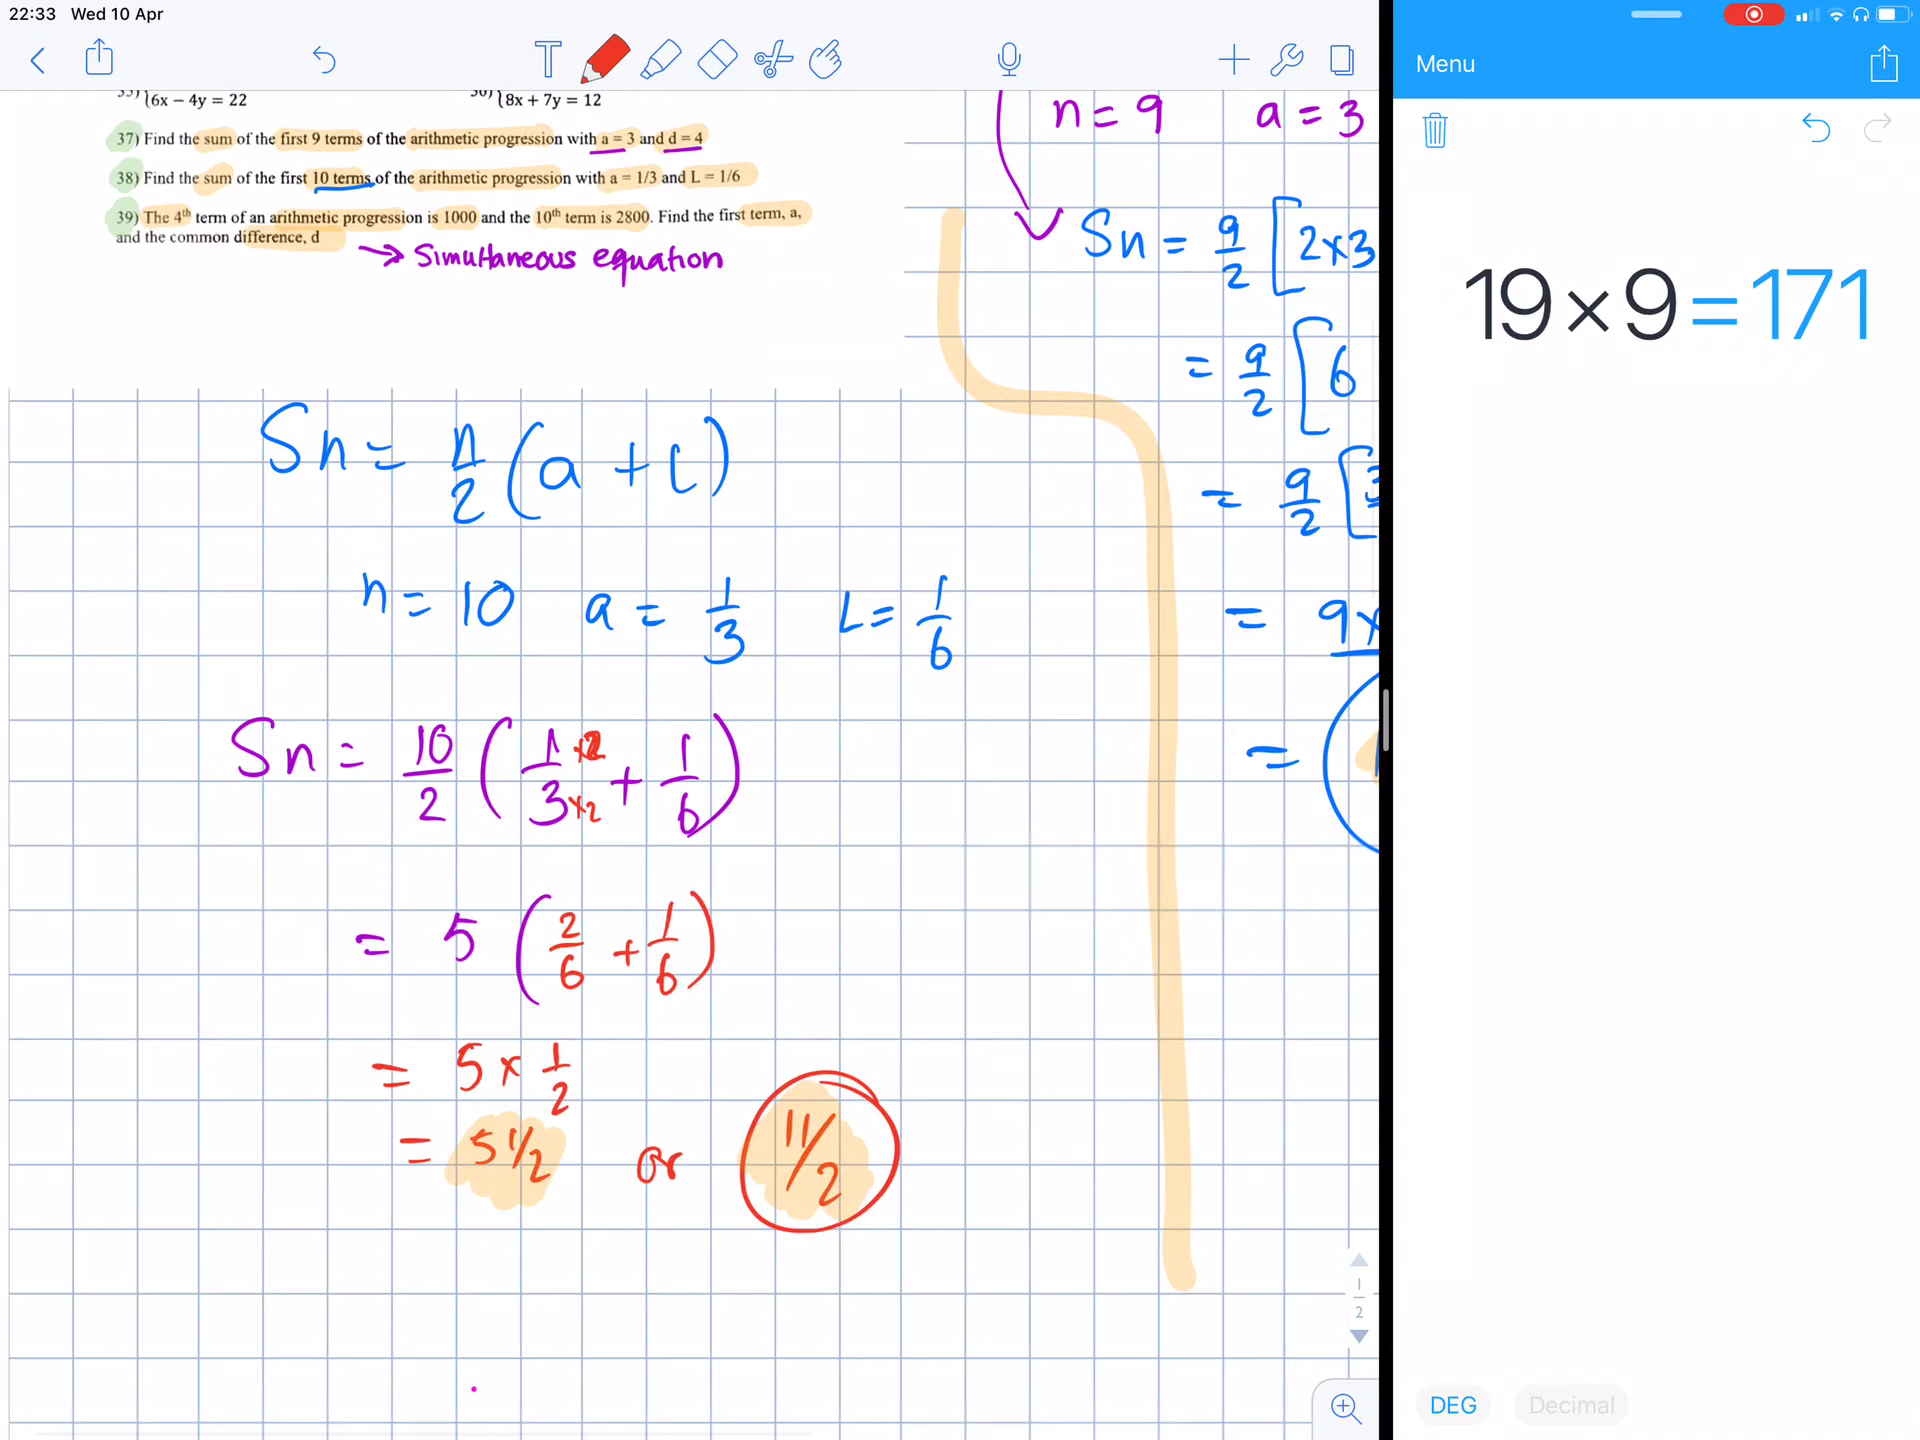 22:33 Wed 10 Apr
T
Menu
6x − 4y = 22
8x + 7y = 12
37) Find the sum of the first 9 terms of the arithmetic progression with a = 3 and d = 4
38) Find the sum of the first 10 terms of the arithmetic progression with a = 1/3 and L = 1/6
39) The 4th term of an arithmetic progression is 1000 and the 10th term is 2800. Find the first term, a,
and the common difference, d
→ Simultaneous equation
Sn = n/2 (a + L)
n = 10 a = 1/3 L = 1/6
Sn = 10/2 (1/3 ×2 ×2 + 1/6)
= 5 (2/6 + 1/6)
= 5 × 1/2
= 5 1/2 or 11/2
n = 9 a = 3
Sn = 9/2 [2×3
= 9/2 [6
= 9/2 [
= 9×
=
1
2
19×9=171
DEG Decimal